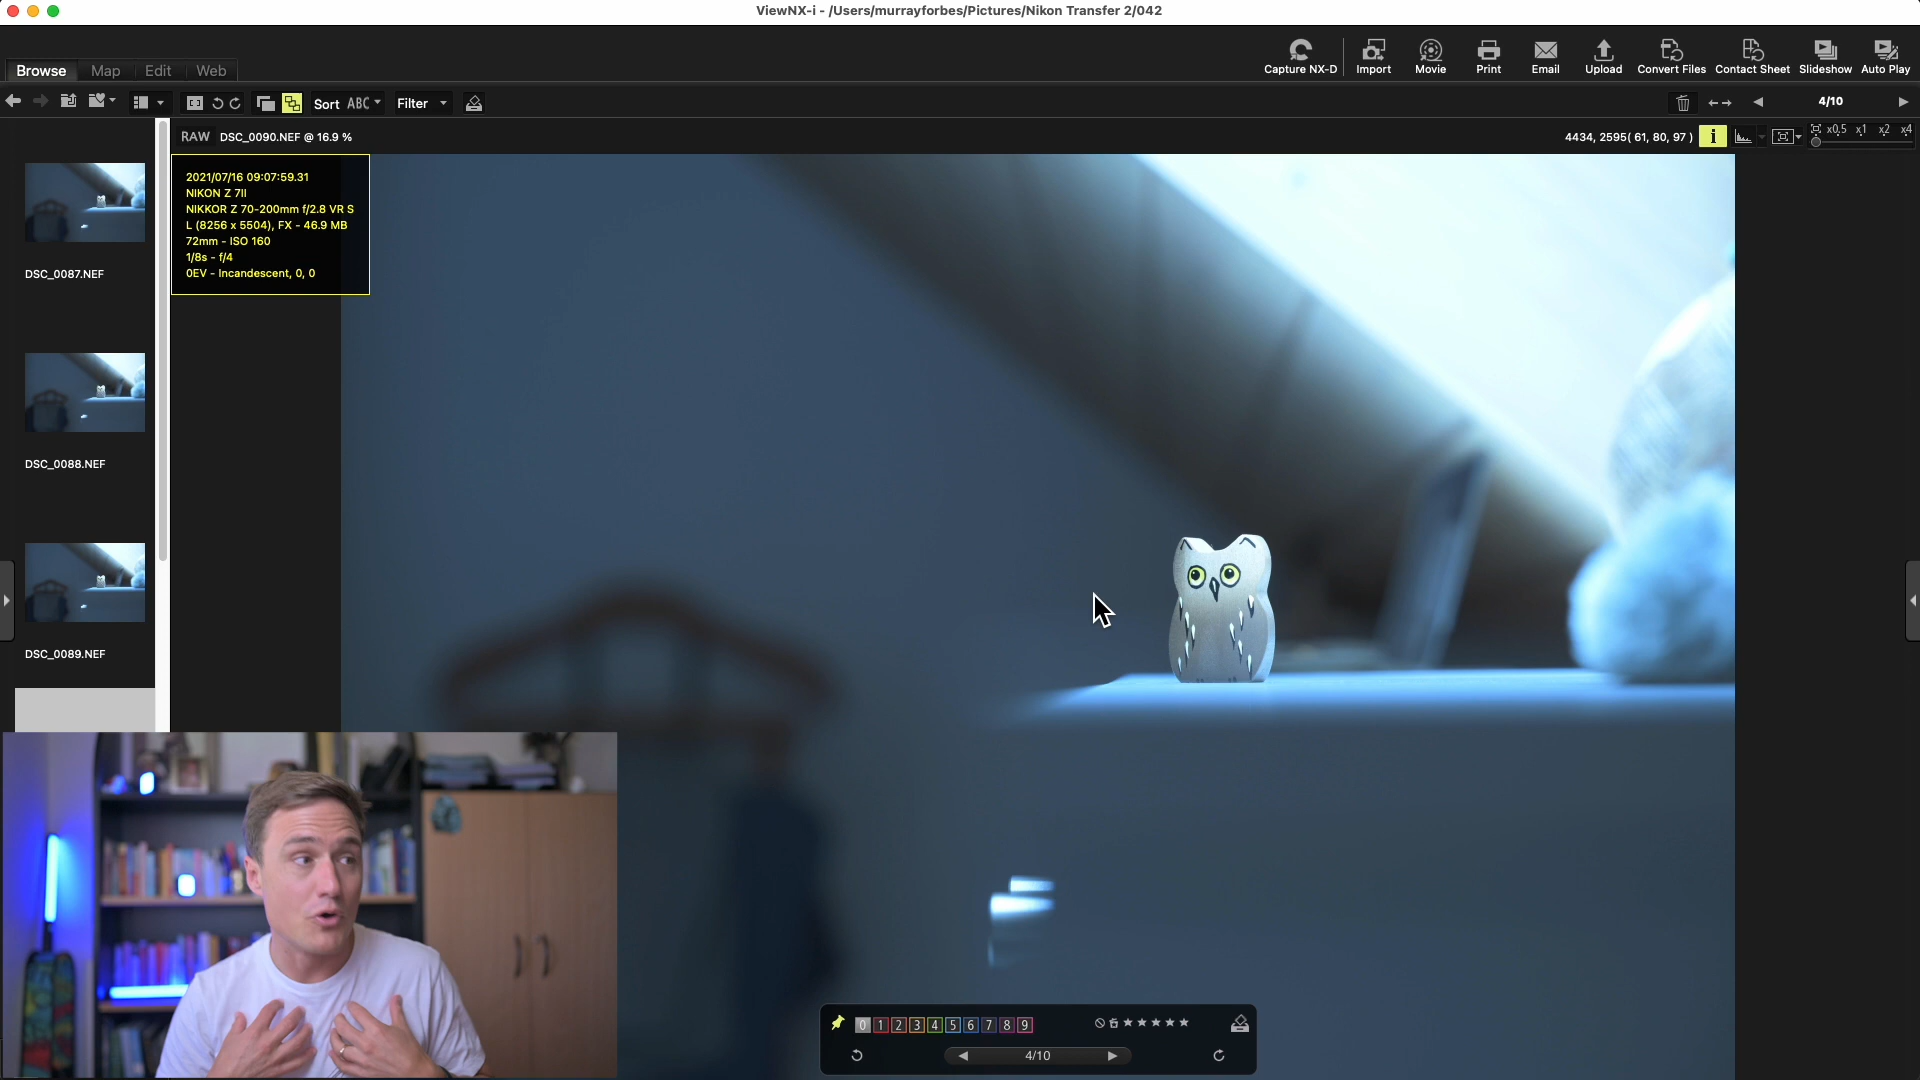 ViewNX-i - /Users/murrayforbes/Pictures/Nikon Transfer 2/042
Capture NX-D
Import
Movie
Print
Email
Upload
Convert Files
Contact Sheet
Slideshow
Auto Play
Browse
Map
Edit
Web
Sort ABC
Filter
4/10
RAW
DSC_0090.NEF @ 16.9 %
4434, 2595( 61, 80, 97 )
i
x0.5
x1
x2
x4
2021/07/16 09:07:59.31
NIKON Z 7II
NIKKOR Z 70-200mm f/2.8 VR S
L (8256 x 5504), FX - 46.9 MB
72mm - ISO 160
1/8s - f/4
0EV - Incandescent, 0, 0
DSC_0087.NEF
DSC_0088.NEF
DSC_0089.NEF
0 1 2 3 4 5 6 7 8 9
4/10